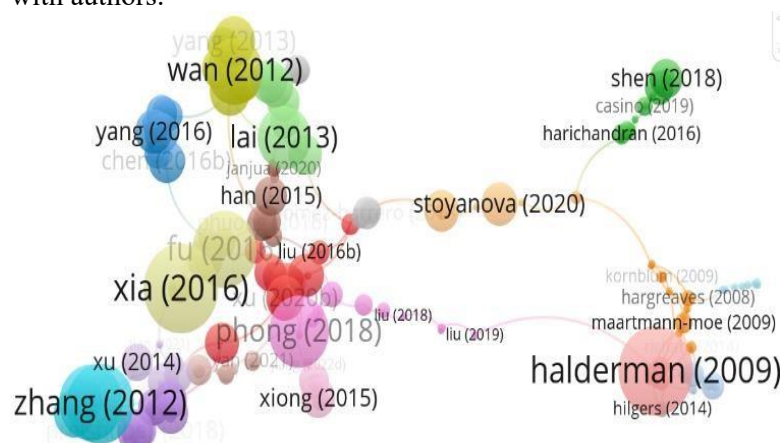 with authors.
yang (2013)
wan (2012)
shen (2018)
casino (2019)
yang (2016)
lai (2013)
harichandran (2016)
chen (2016b)
janjua (2020)
han (2015)
stoyanova (2020)
fu (201
liu (2016b)
kornblum (2009)
xia (2016)
hargreaves (2008)
liu (2018)
maartmann-moe (2009)
phong (2018)
liu (2019)
xu (2014)
halderman (2009)
xiong (2015)
zhang (2012)
hilgers (2014)